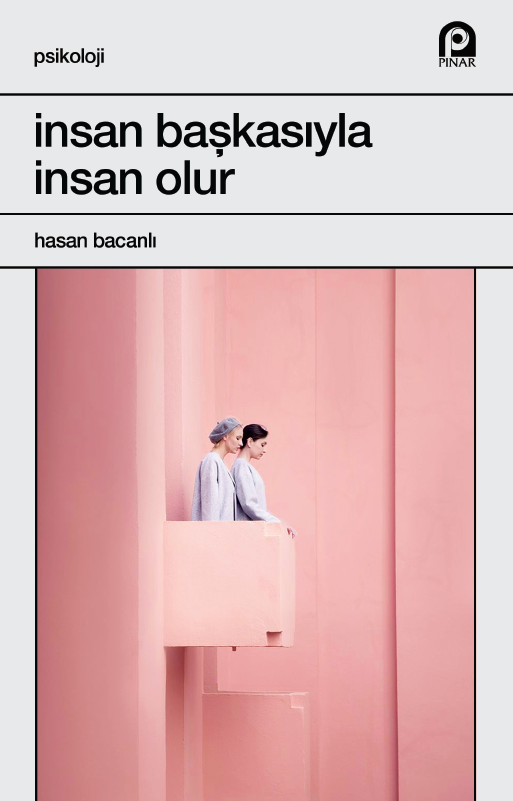 psikoloji
PINAR
insan başkasıyla
insan olur
hasan bacanlı